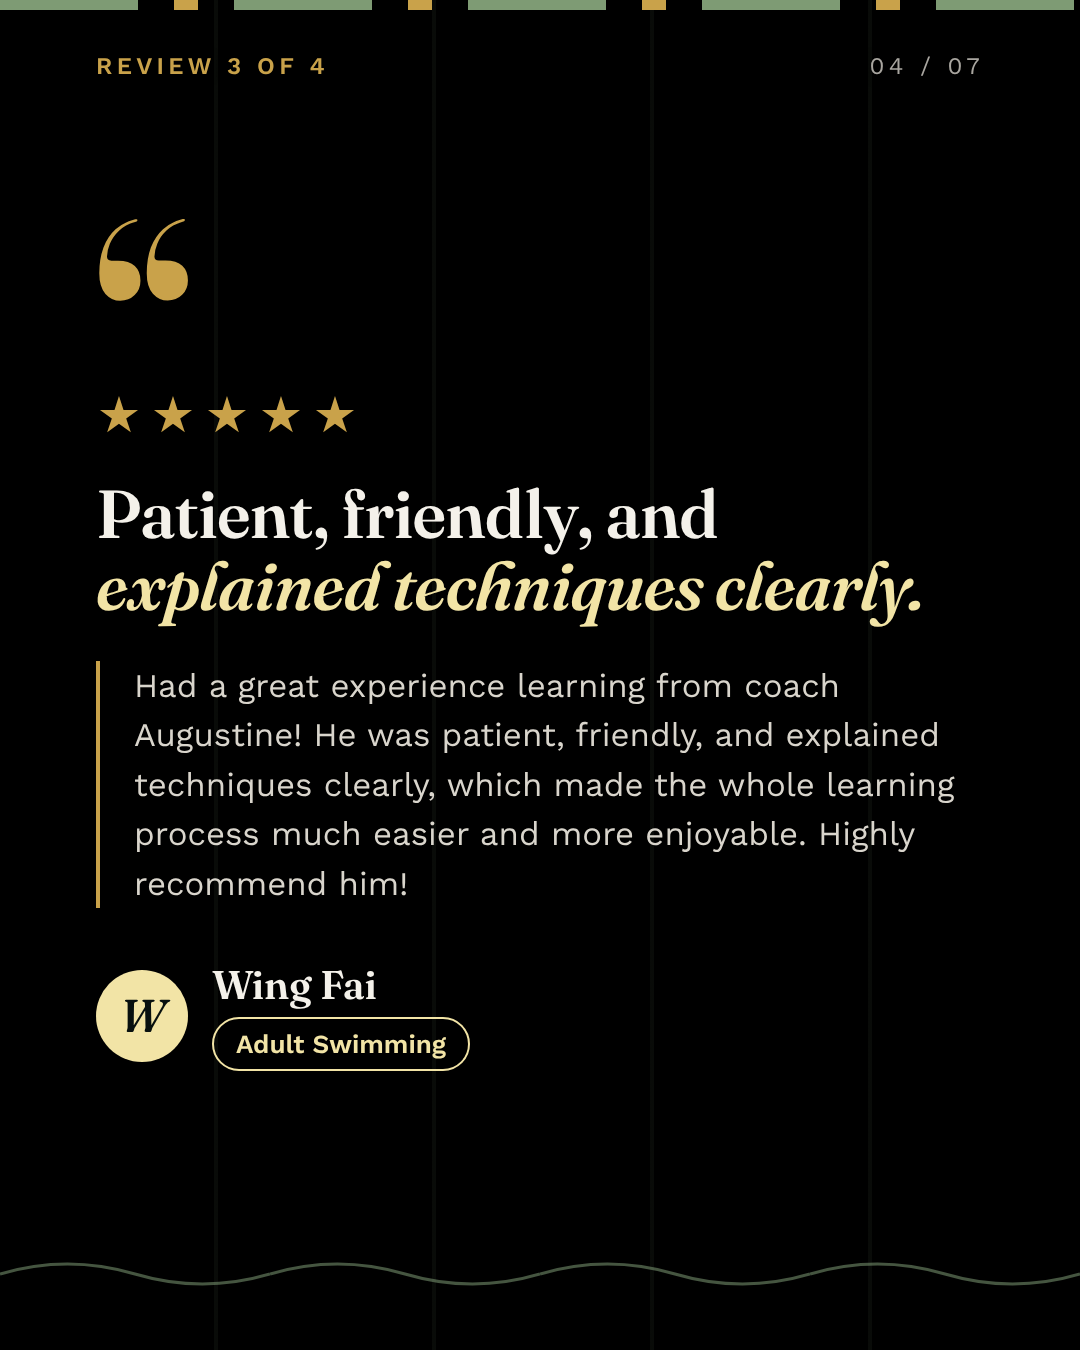 REVIEW 3 OF 4
04 / 07
“
★★★★★
Patient, friendly, and
explained techniques clearly.
Had a great experience learning from coach
Augustine! He was patient, friendly, and explained
techniques clearly, which made the whole learning
process much easier and more enjoyable. Highly
recommend him!
W
Wing Fai
Adult Swimming